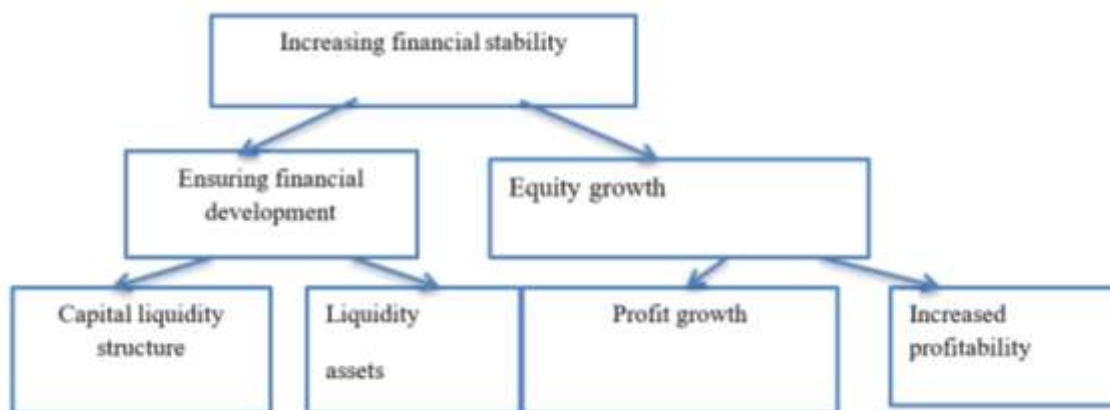 Increasing financial stability
Ensuring financial
development
Equity growth
Capital liquidity
structure
Liquidity
assets
Profit growth
Increased
profitability